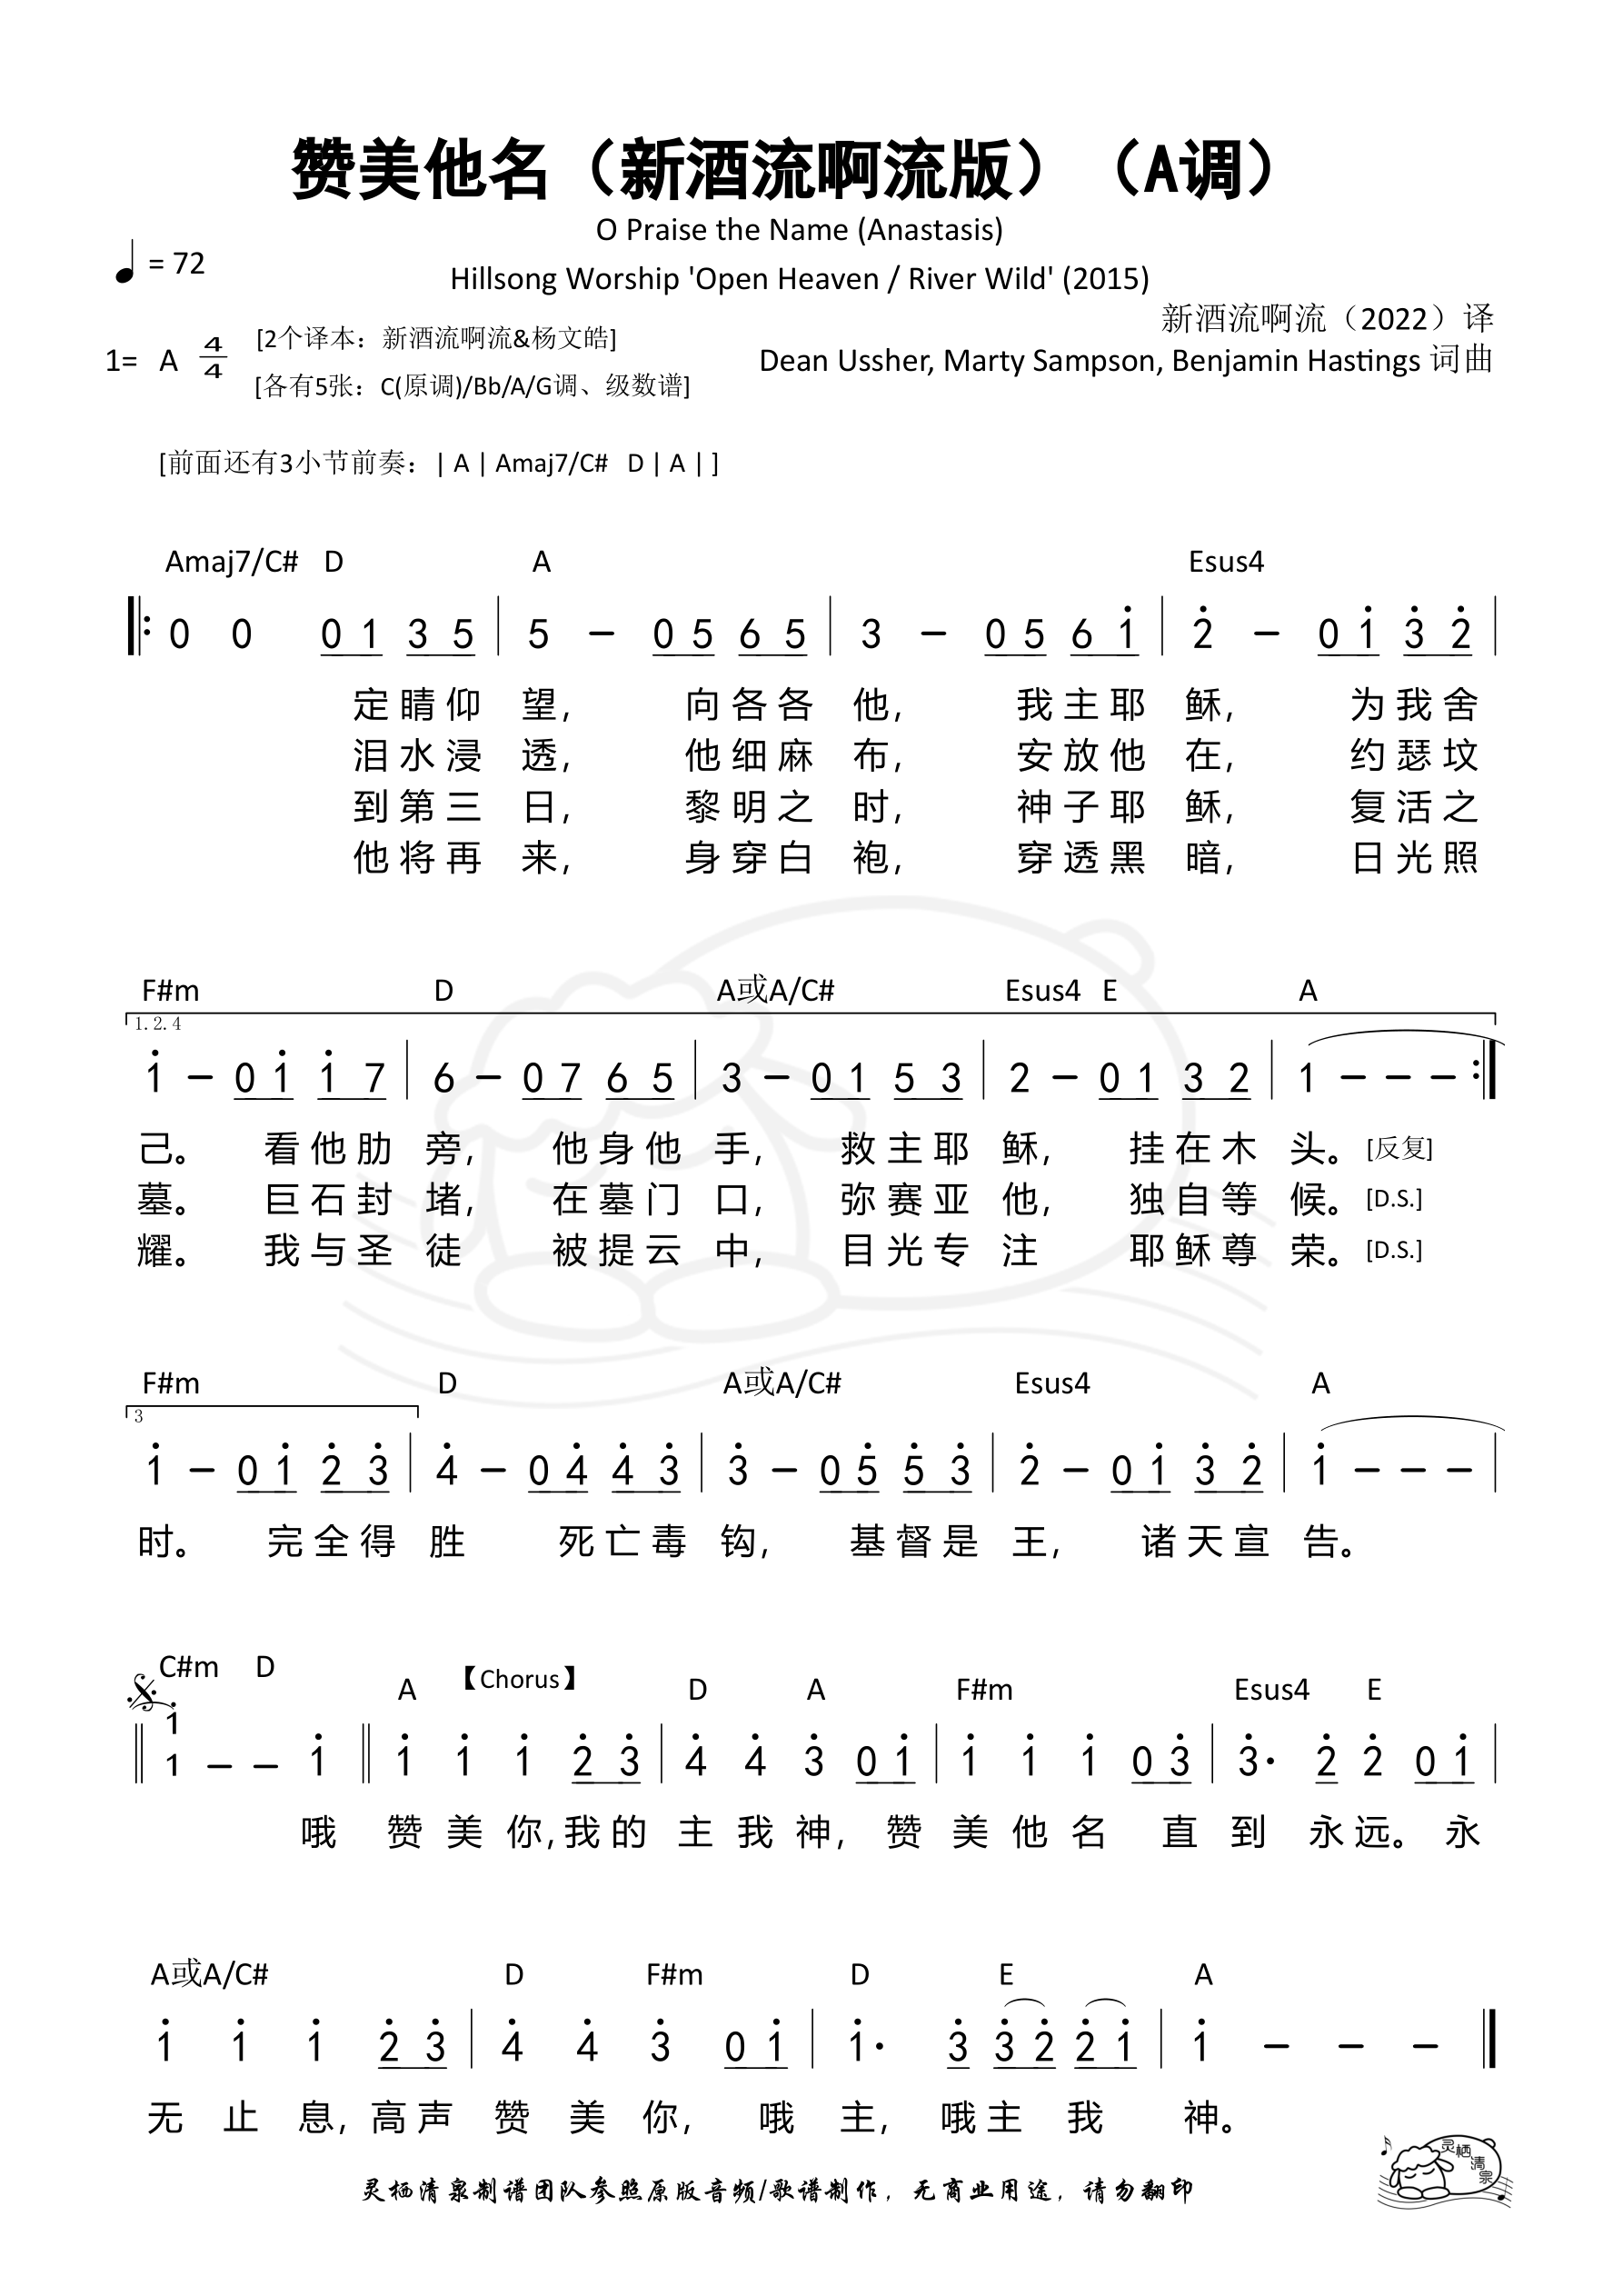 赞美他名（新酒流啊流版）（A调）
O Praise the Name (Anastasis)
= 72
Hillsong Worship 'Open Heaven / River Wild' (2015)
新酒流啊流（2022）译
1= A 4/4
[2个译本：新酒流啊流&杨文皓]
Dean Ussher, Marty Sampson, Benjamin Hastings 词曲
[各有5张：C(原调)/Bb/A/G调、级数谱]
[前面还有3小节前奏：| A | Amaj7/C# D | A | ]
Amaj7/C# D A Esus4
0 0 0 1 3 5 | 5 – 0 5 6 5 | 3 – 0 5 6 1̇ | 2̇ – 0 1̇ 3̇ 2̇ |
定睛仰 望, 向各各 他, 我主耶 稣, 为我舍
泪水浸 透, 他细麻 布, 安放他 在, 约瑟坟
到第三 日, 黎明之 时, 神子耶 稣, 复活之
他将再 来, 身穿白 袍, 穿透黑 暗, 日光照
F#m D A或A/C# Esus4 E A
1.2.4
1̇ – 0 1̇ 1̇ 7 | 6 – 0 7 6 5 | 3 – 0 1 5 3 | 2 – 0 1 3 2 | 1 – – – :|
己。 看他肋 旁, 他身他 手, 救主耶 稣, 挂在木 头。 [反复]
墓。 巨石封 堵, 在墓门 口, 弥赛亚 他, 独自等 候。 [D.S.]
耀。 我与圣 徒 被提云 中, 目光专 注 耶稣尊 荣。 [D.S.]
F#m D A或A/C# Esus4 A
3
1̇ – 0 1̇ 2̇ 3̇ | 4̇ – 0 4̇ 4̇ 3̇ | 3̇ – 0 5̇ 5̇ 3̇ | 2̇ – 0 1̇ 3̇ 2̇ | 1̇ – – – |
时。 完全得 胜 死亡毒 钩, 基督是 王, 诸天宣 告。
C#m D A 【Chorus】 D A F#m Esus4 E
1̇
1 – – 1̇ || 1̇ 1̇ 1̇ 2̇ 3̇ | 4̇ 4̇ 3̇ 0 1̇ | 1̇ 1̇ 1̇ 0 3̇ | 3̇· 2̇ 2̇ 0 1̇ |
哦 赞 美 你,我的 主 我 神, 赞 美 他 名 直 到 永 远。 永
A或A/C# D F#m D E A
1̇ 1̇ 1̇ 2̇ 3̇ | 4̇ 4̇ 3̇ 0 1̇ | 1̇· 3̇ 3̇ 2̇ 2̇ 1̇ | 1̇ – – –
无 止 息, 高声 赞 美 你, 哦 主, 哦主 我 神。
灵栖清泉制谱团队参照原版音频/歌谱制作，无商业用途，请勿翻印
灵栖清泉